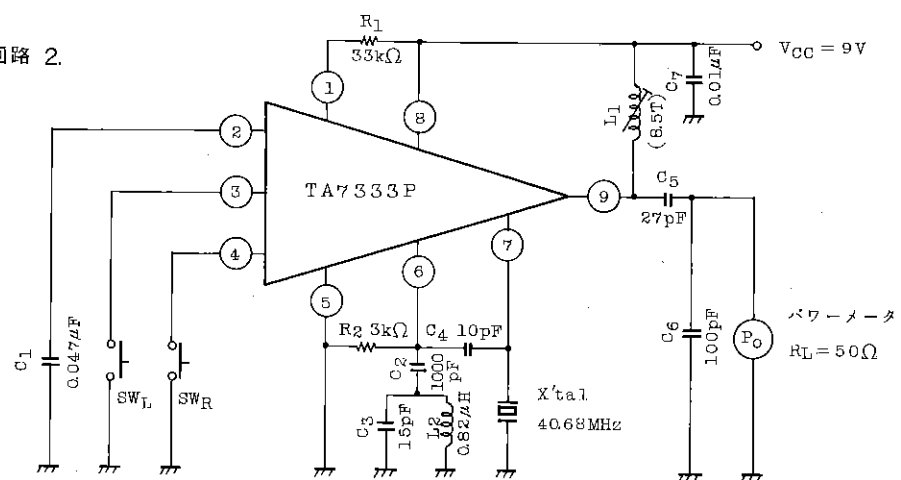 回路 2.
R1
33kΩ
VCC = 9V
C7
0.01μF
L1
(8.5T)
1
8
2
3
TA7333P
9
C5
27pF
4
7
5
6
R2 3kΩ
C4 10pF
C1
0.047μF
SWL
SWR
C2
1000
pF
C3
15pF
L2
0.82μH
X'tal
40.68MHz
C6
100pF
PO
パワーメータ
RL=50Ω